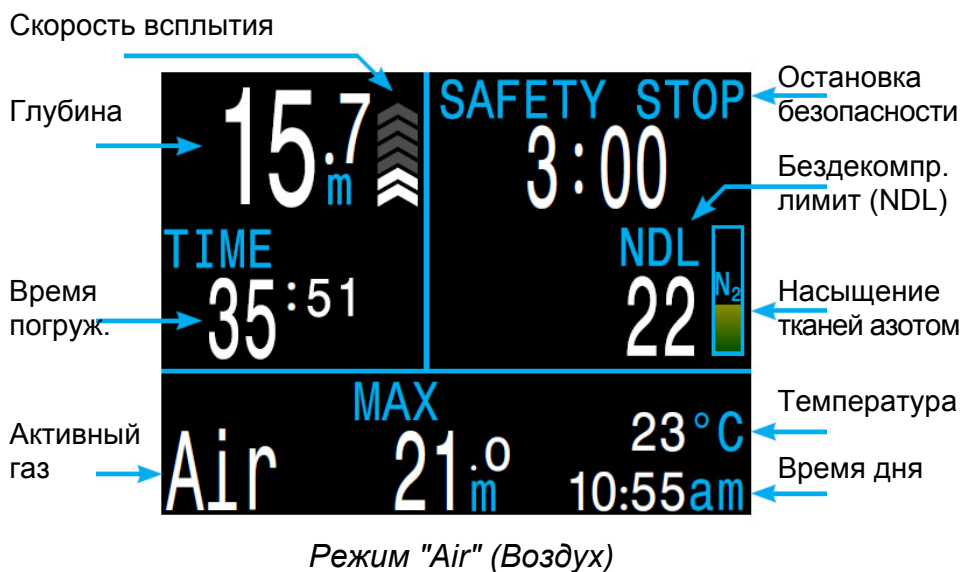 Скорость всплытия
Глубина
15.7
m
SAFETY STOP
3:00
Остановка
безопасности
Бездекомпр.
лимит (NDL)
TIME
35:51
NDL
22
N₂
Время
погруж.
Насыщение
тканей азотом
MAX
Активный
газ
Air
21.0
m
23°C
10:55am
Температура
Время дня
Режим "Air" (Воздух)